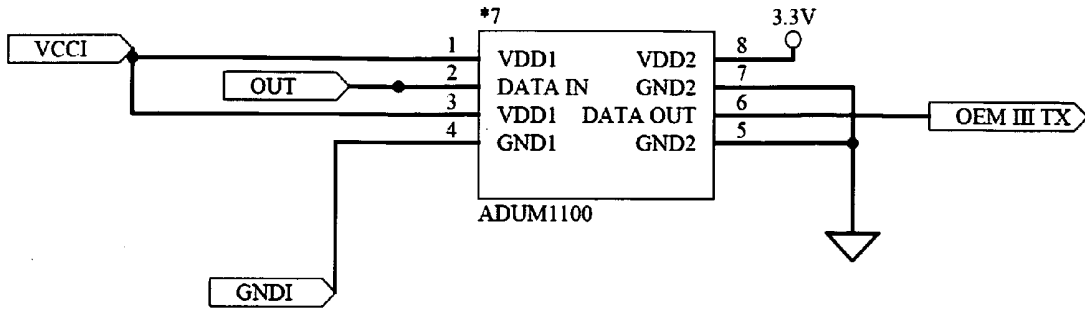 *7
3.3V
VCCI
1 VDD1 VDD2 8
OUT
2 DATA IN GND2 7
3 VDD1 DATA OUT 6
OEM III TX
4 GND1 GND2 5
ADUM1100
GNDI